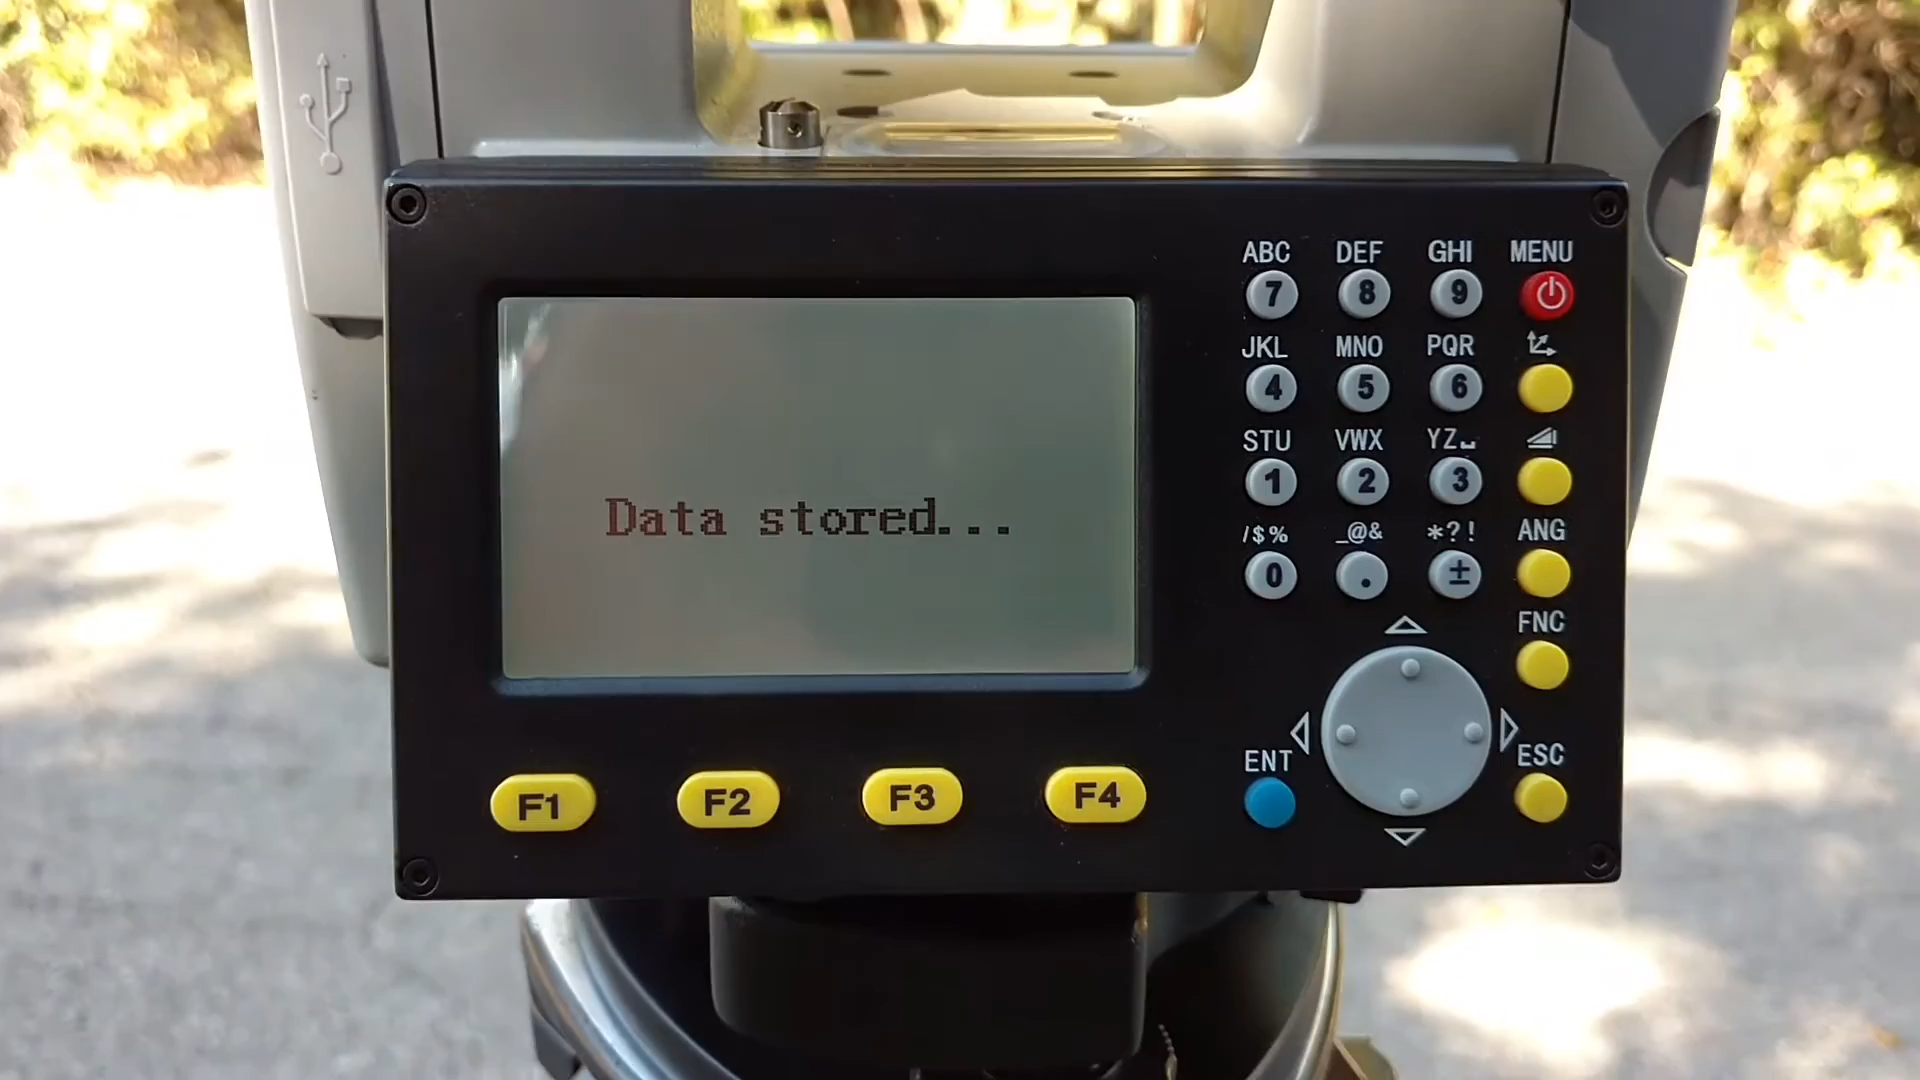 ABC DEF GHI MENU
7 8 9
JKL MNO PQR
4 5 6
STU VWX YZ␣
1 2 3
Data stored...
/$% _@& *?! ANG
0 . ±
FNC
ENT ESC
F1 F2 F3 F4